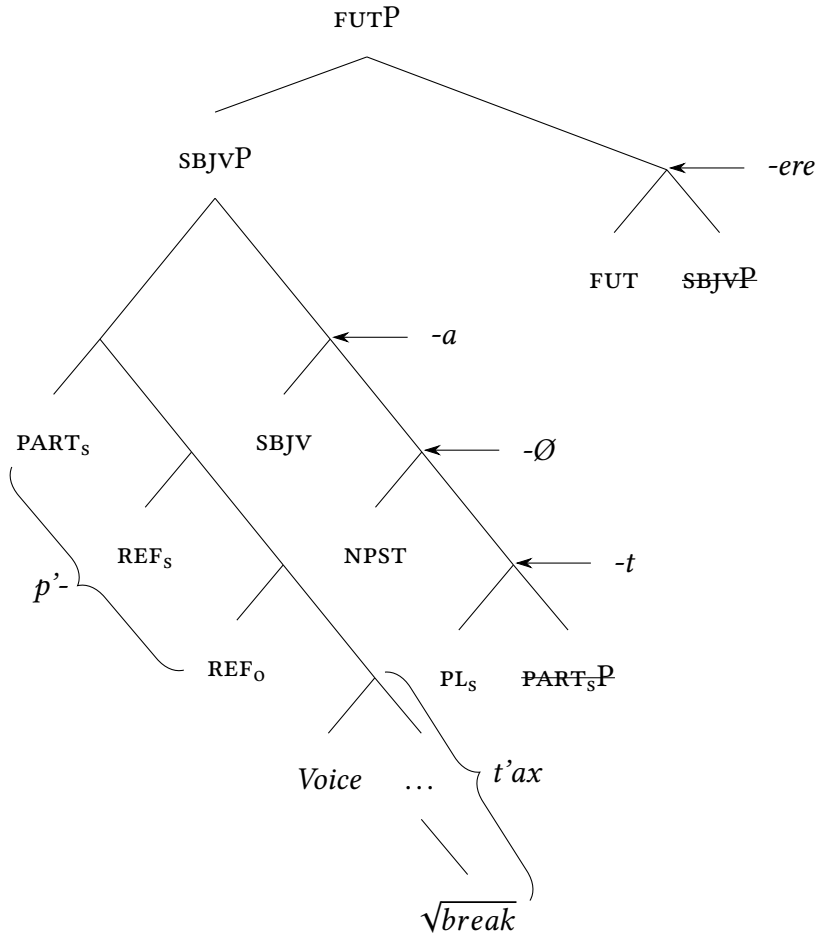 FUTP
SBJVP
-ere
FUT SBJVP
-a
PARTₛ SBJV -Ø
REFₛ NPST -t
p’-
REFₒ PLₛ PARTₛP
Voice … t’ax
√break